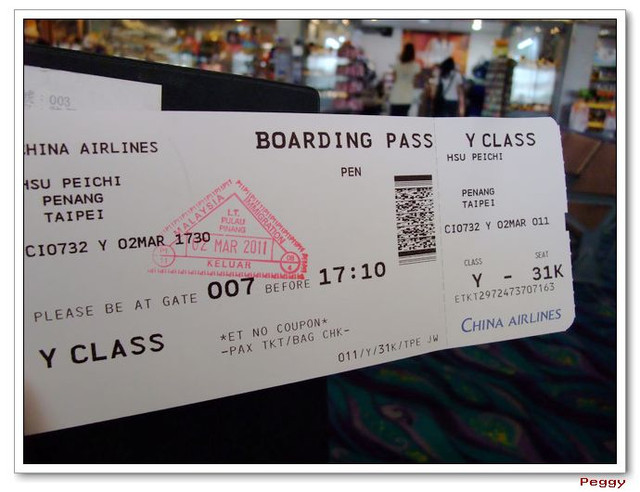 003
CHINA AIRLINES
HSU PEICHI
PENANG
TAIPEI
CI0732 Y 02MAR 1730
BOARDING PASS
PEN
MALAYSIA IMMIGRATION
I.T.
PULAU
PINANG
02 MAR 2011
KELUAR
PLEASE BE AT GATE 007 BEFORE 17:10
Y CLASS
*ET NO COUPON*
-PAX TKT/BAG CHK-
011/Y/31K/TPE JW
Y CLASS
HSU PEICHI
PENANG
TAIPEI
CI0732 Y 02MAR 011
CLASS SEAT
Y - 31K
ETKT2972473707163
CHINA AIRLINES
Peggy